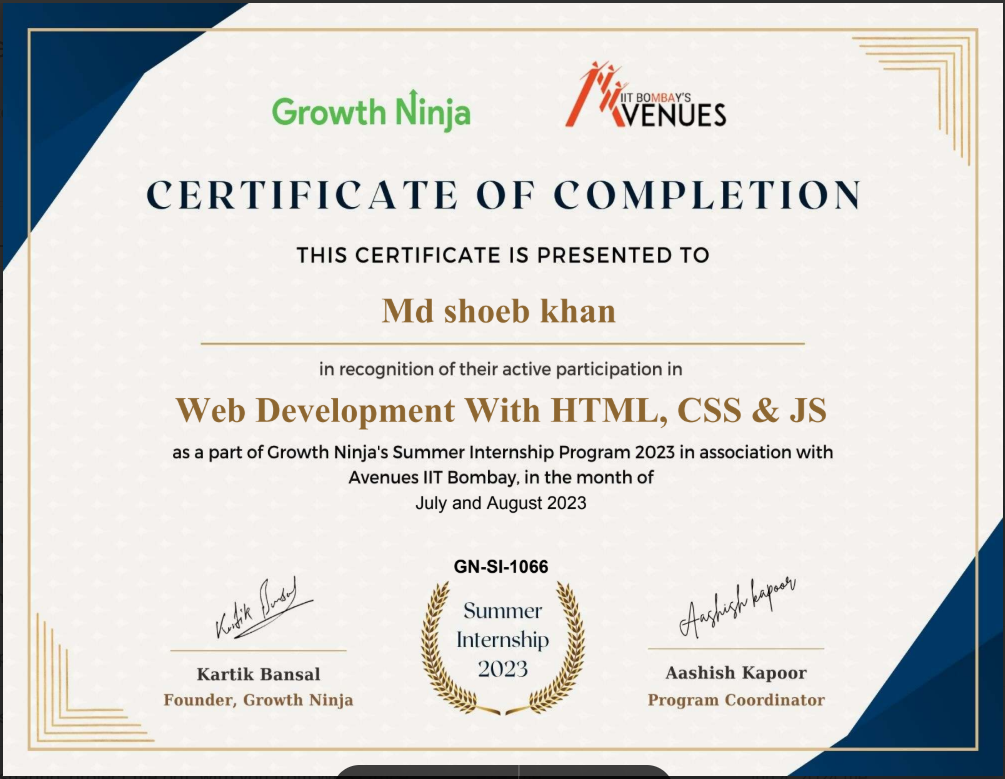 Growth Ninja
IIT BOMBAY'S
AVENUES
CERTIFICATE OF COMPLETION
THIS CERTIFICATE IS PRESENTED TO
Md shoeb khan
in recognition of their active participation in
Web Development With HTML, CSS & JS
as a part of Growth Ninja's Summer Internship Program 2023 in association with
Avenues IIT Bombay, in the month of
July and August 2023
GN-SI-1066
Summer
Internship
2023
Kartik Bansal
Kartik Bansal
Founder, Growth Ninja
Aashish kapoor
Aashish Kapoor
Program Coordinator